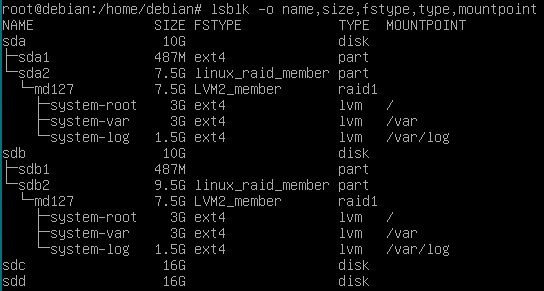 root@debian:/home/debian# lsblk -o name,size,fstype,type,mountpoint
NAME SIZE FSTYPE TYPE MOUNTPOINT
sda 10G disk
├─sda1 487M ext4 part
└─sda2 7.5G linux_raid_member part
└─md127 7.5G LVM2_member raid1
├─system-root 3G ext4 lvm /
├─system-var 3G ext4 lvm /var
└─system-log 1.5G ext4 lvm /var/log
sdb 10G disk
├─sdb1 487M part
└─sdb2 9.5G linux_raid_member part
└─md127 7.5G LVM2_member raid1
├─system-root 3G ext4 lvm /
├─system-var 3G ext4 lvm /var
└─system-log 1.5G ext4 lvm /var/log
sdc 16G disk
sdd 16G disk